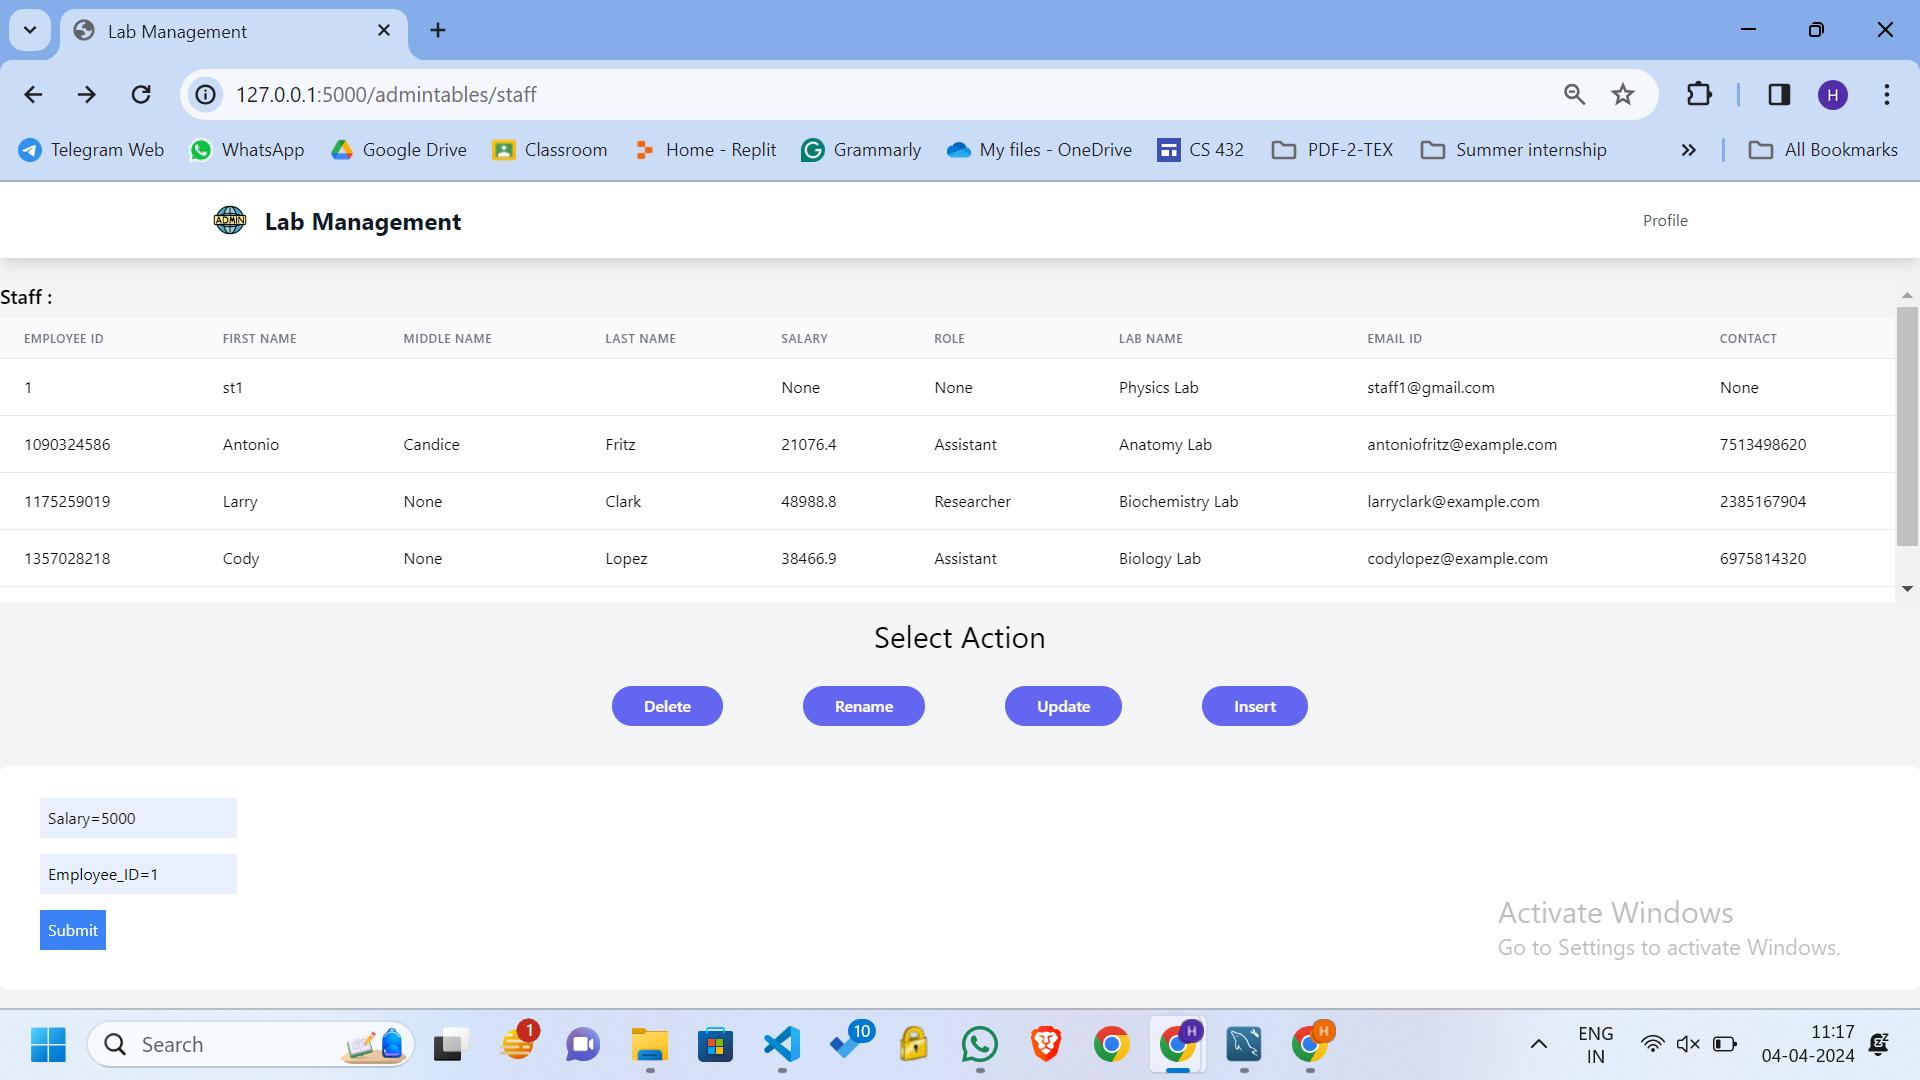 Lab Management
127.0.0.1:5000/admintables/staff
H
Telegram Web WhatsApp Google Drive Classroom Home - Replit Grammarly My files - OneDrive CS 432 PDF-2-TEX Summer internship All Bookmarks
ADMIN Lab Management Profile
Staff :
EMPLOYEE ID FIRST NAME MIDDLE NAME LAST NAME SALARY ROLE LAB NAME EMAIL ID CONTACT
1 st1 None None Physics Lab staff1@gmail.com None
1090324586 Antonio Candice Fritz 21076.4 Assistant Anatomy Lab antoniofritz@example.com 7513498620
1175259019 Larry None Clark 48988.8 Researcher Biochemistry Lab larryclark@example.com 2385167904
1357028218 Cody None Lopez 38466.9 Assistant Biology Lab codylopez@example.com 6975814320
Select Action
Delete Rename Update Insert
Salary=5000
Employee_ID=1
Submit
Activate Windows
Go to Settings to activate Windows.
Search 1 10 H H ENG 11:17
IN 04-04-2024